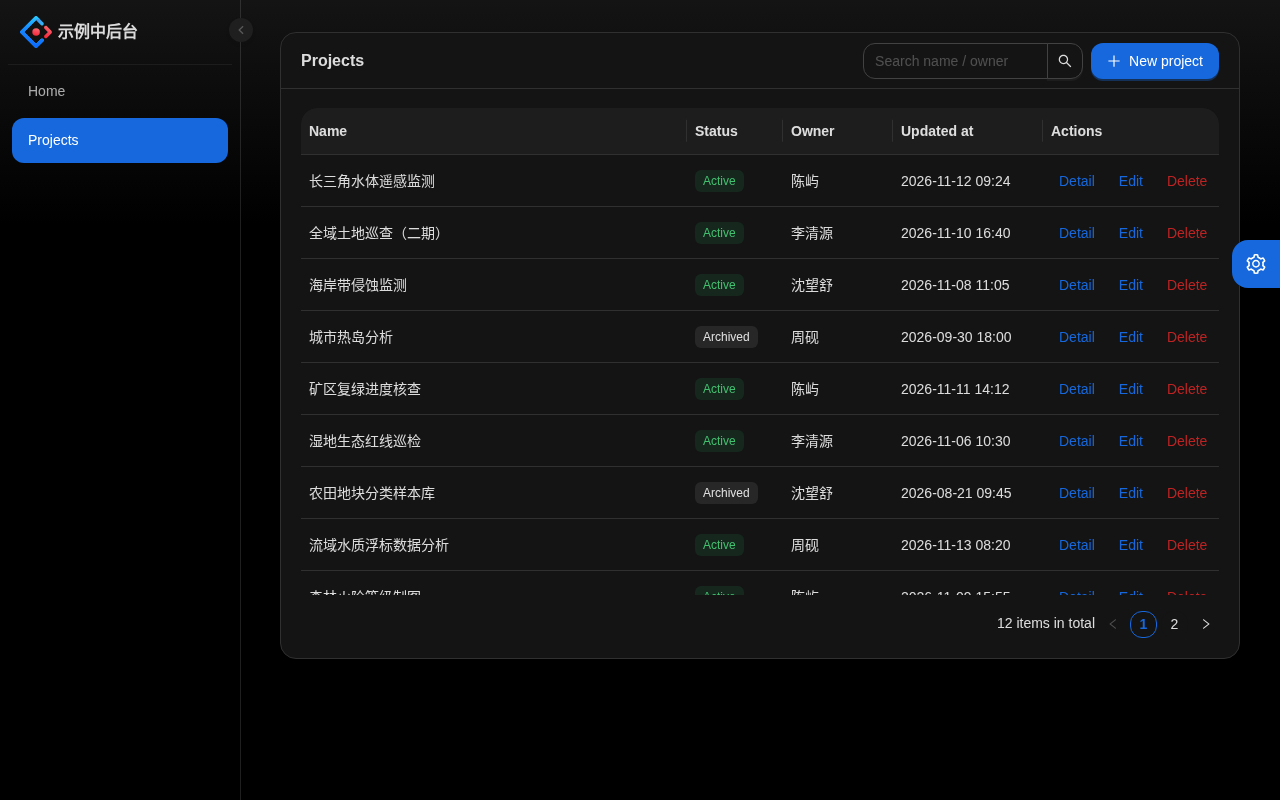 示例中后台
Home
Projects
Projects
Search name / owner
New project
Name Status Owner Updated at Actions
长三角水体遥感监测 Active 陈屿 2026-11-12 09:24 Detail Edit Delete
全域土地巡查（二期） Active 李清源 2026-11-10 16:40 Detail Edit Delete
海岸带侵蚀监测 Active 沈望舒 2026-11-08 11:05 Detail Edit Delete
城市热岛分析 Archived 周砚 2026-09-30 18:00 Detail Edit Delete
矿区复绿进度核查 Active 陈屿 2026-11-11 14:12 Detail Edit Delete
湿地生态红线巡检 Active 李清源 2026-11-06 10:30 Detail Edit Delete
农田地块分类样本库 Archived 沈望舒 2026-08-21 09:45 Detail Edit Delete
流域水质浮标数据分析 Active 周砚 2026-11-13 08:20 Detail Edit Delete
Active 陈屿 Detail Edit Delete
12 items in total 1 2